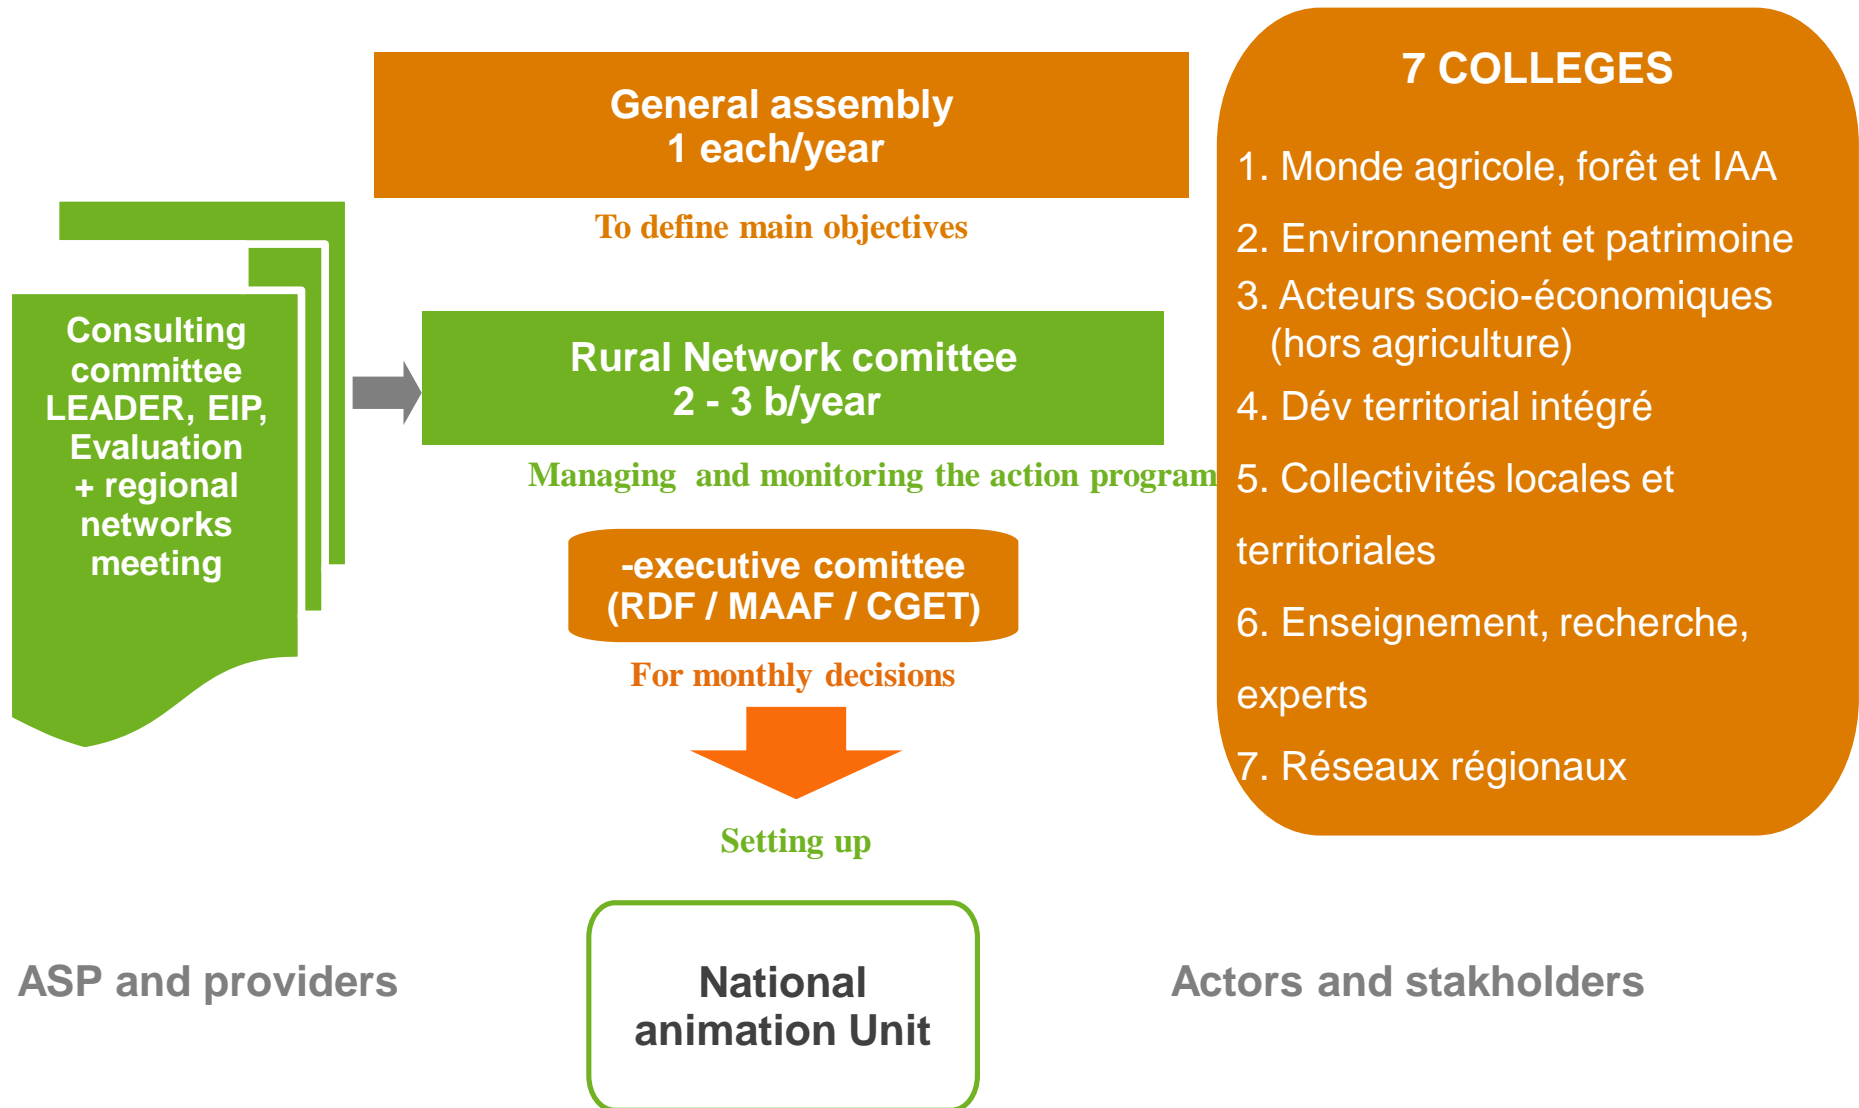 General assembly
1 each/year
To define main objectives
Consulting
committee
LEADER, EIP,
Evaluation
+ regional
networks
meeting
Rural Network comittee
2 - 3 b/year
Managing and monitoring the action program
-executive comittee
(RDF / MAAF / CGET)
For monthly decisions
Setting up
National
animation Unit
ASP and providers
Actors and stakholders
7 COLLEGES
1. Monde agricole, forêt et IAA
2. Environnement et patrimoine
3. Acteurs socio-économiques
(hors agriculture)
4. Dév territorial intégré
5. Collectivités locales et
territoriales
6. Enseignement, recherche,
experts
7. Réseaux régionaux